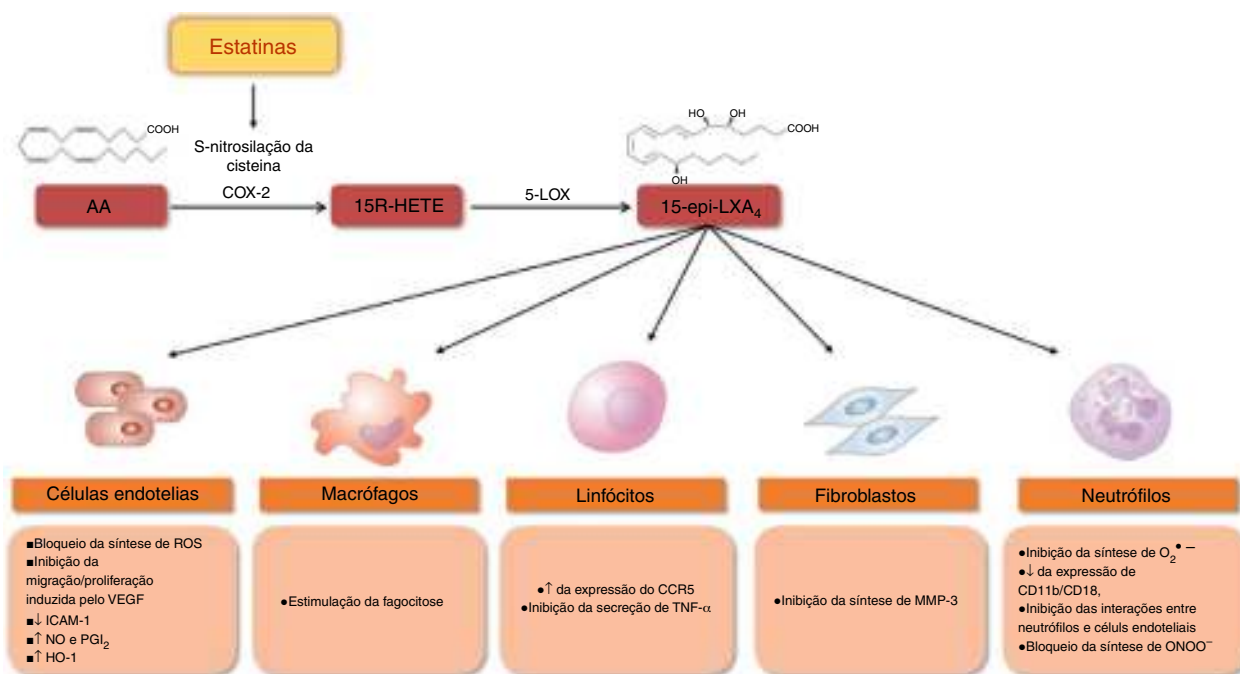 Estatinas
COOH
S-nitrosilação da
cisteina
COX-2
HO
OH
COOH
OH
AA
15R-HETE
5-LOX
15-epi-LXA₄
Células endotelias
Macrófagos
Linfócitos
Fibroblastos
Neutrófilos
■Bloqueio da síntese de ROS
■Inibição da
migração/proliferação
induzida pelo VEGF
■↓ ICAM-1
■↑ NO e PGI₂
■↑ HO-1
●Estimulação da fagocitose
●↑ da expressão do CCR5
●Inibição da secreção de TNF-α
●Inibição da síntese de MMP-3
●Inibição da síntese de O₂•⁻
●↓ da expressão de
CD11b/CD18,
●Inibição das interações entre
neutrófilos e céluls endoteliais
●Bloqueio da síntese de ONOO⁻